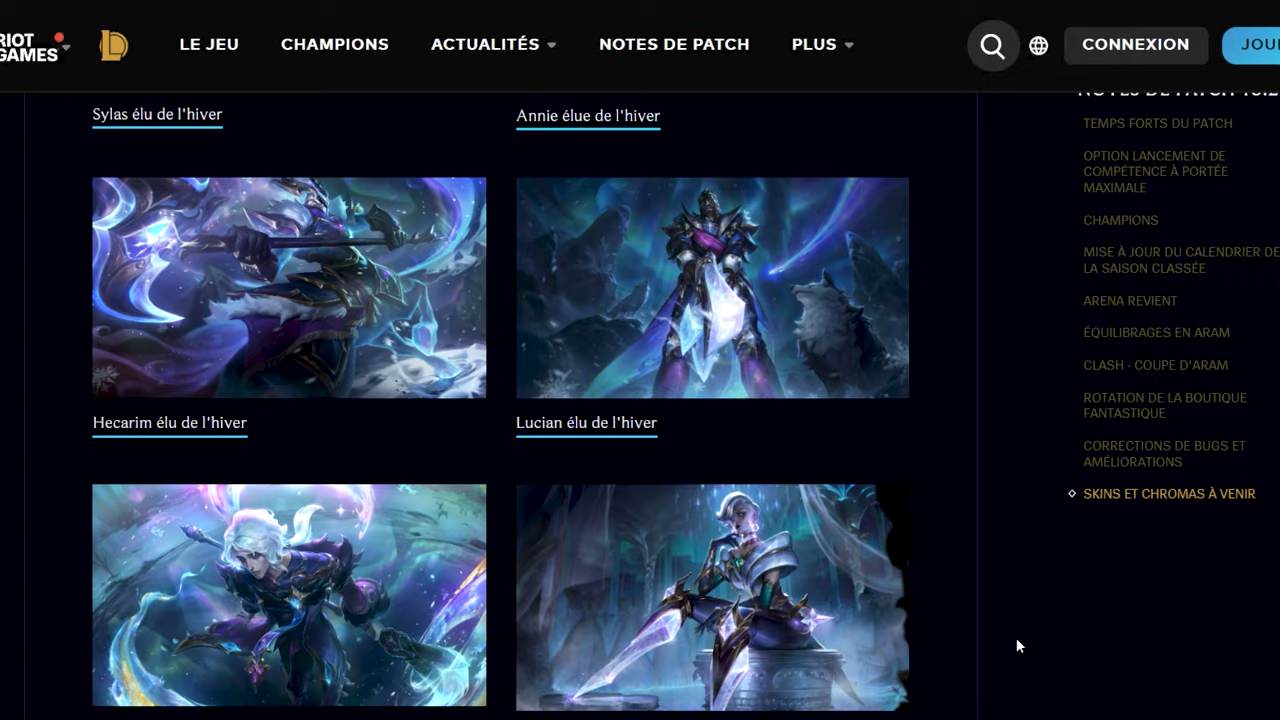 RIOT
GAMES
LE JEU
CHAMPIONS
ACTUALITÉS
NOTES DE PATCH
PLUS
CONNEXION
Sylas élu de l'hiver
Annie élue de l'hiver
Hecarim élu de l'hiver
Lucian élu de l'hiver
NOTES DE PATCH
TEMPS FORTS DU PATCH
OPTION LANCEMENT DE
COMPÉTENCE À PORTÉE
MAXIMALE
CHAMPIONS
MISE À JOUR DU CALENDRIER DE
LA SAISON CLASSÉE
ARENA REVIENT
ÉQUILIBRAGES EN ARAM
CLASH - COUPE D'ARAM
ROTATION DE LA BOUTIQUE
FANTASTIQUE
CORRECTIONS DE BUGS ET
AMÉLIORATIONS
SKINS ET CHROMAS À VENIR